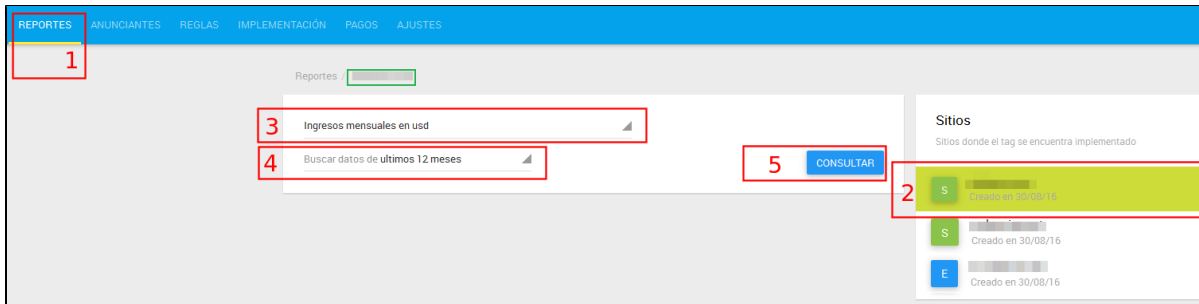 REPORTES ANUNCIANTES REGLAS IMPLEMENTACIÓN PAGOS AJUSTES
1
Reportes /
3 Ingresos mensuales en usd
4 Buscar datos de ultimos 12 meses
5 CONSULTAR
Sitios
Sitios donde el tag se encuentra implementado
2 S
Creado en 30/08/16
S
Creado en 30/08/16
E
Creado en 30/08/16